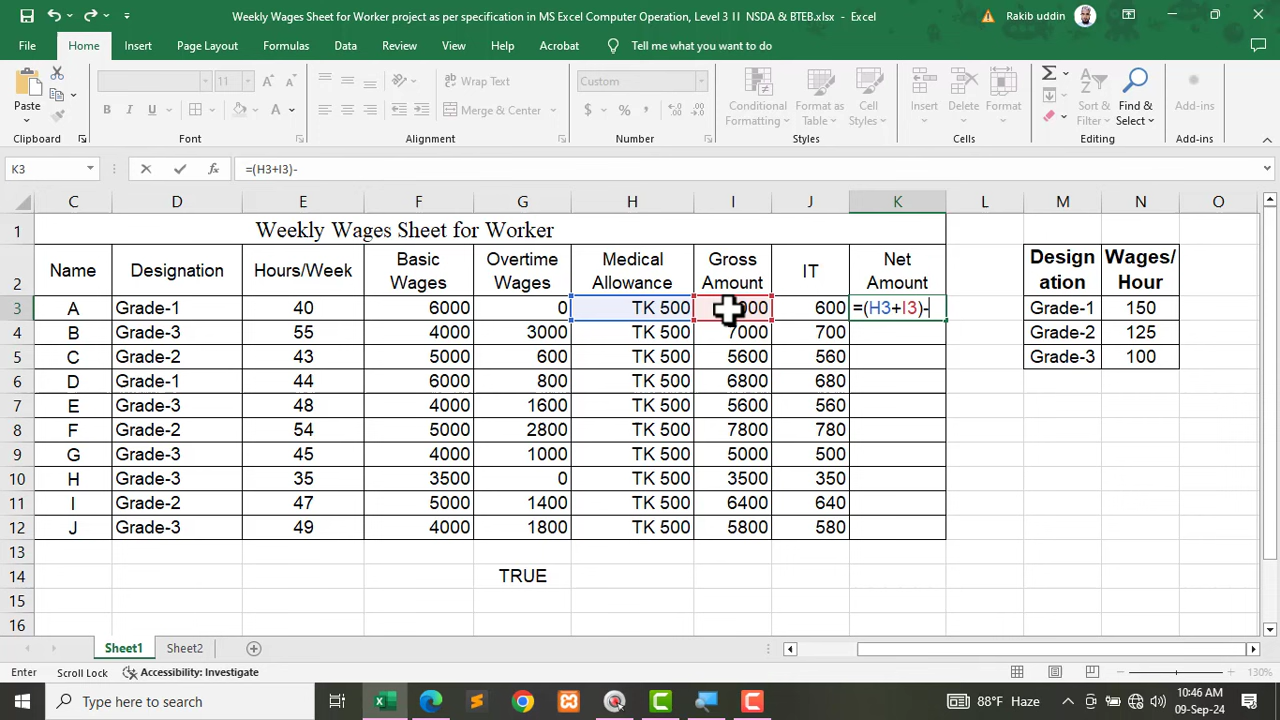 Weekly Wages Sheet for Worker project as per specification in MS Excel Computer Operation, Level 3 II NSDA & BTEB.xlsx - Excel
Rakib uddin
File Home Insert Page Layout Formulas Data Review View Help Acrobat Tell me what you want to do
Paste
Clipboard
11
Font
Wrap Text
Merge & Center
Alignment
Custom
Number
Conditional Formatting
Format as Table
Cell Styles
Styles
Insert Delete Format
Cells
Sort & Filter
Find & Select
Editing
Add-ins
Add-ins
K3 =(H3+I3)-
C D E F G H I J K L M N O
1 Weekly Wages Sheet for Worker
2 Name Designation Hours/Week Basic Wages Overtime Wages Medical Allowance Gross Amount IT Net Amount Designation Wages/Hour
3 A Grade-1 40 6000 0 TK 500 600 =(H3+I3)- Grade-1 150
4 B Grade-3 55 4000 3000 TK 500 7000 700 Grade-2 125
5 C Grade-2 43 5000 600 TK 500 5600 560 Grade-3 100
6 D Grade-1 44 6000 800 TK 500 6800 680
7 E Grade-3 48 4000 1600 TK 500 5600 560
8 F Grade-2 54 5000 2800 TK 500 7800 780
9 G Grade-3 45 4000 1000 TK 500 5000 500
10 H Grade-3 35 3500 0 TK 500 3500 350
11 I Grade-2 47 5000 1400 TK 500 6400 640
12 J Grade-3 49 4000 1800 TK 500 5800 580
13
14 TRUE
15
16
Sheet1 Sheet2
Enter Scroll Lock Accessibility: Investigate 130%
Type here to search
88°F Haze
10:46 AM
09-Sep-24